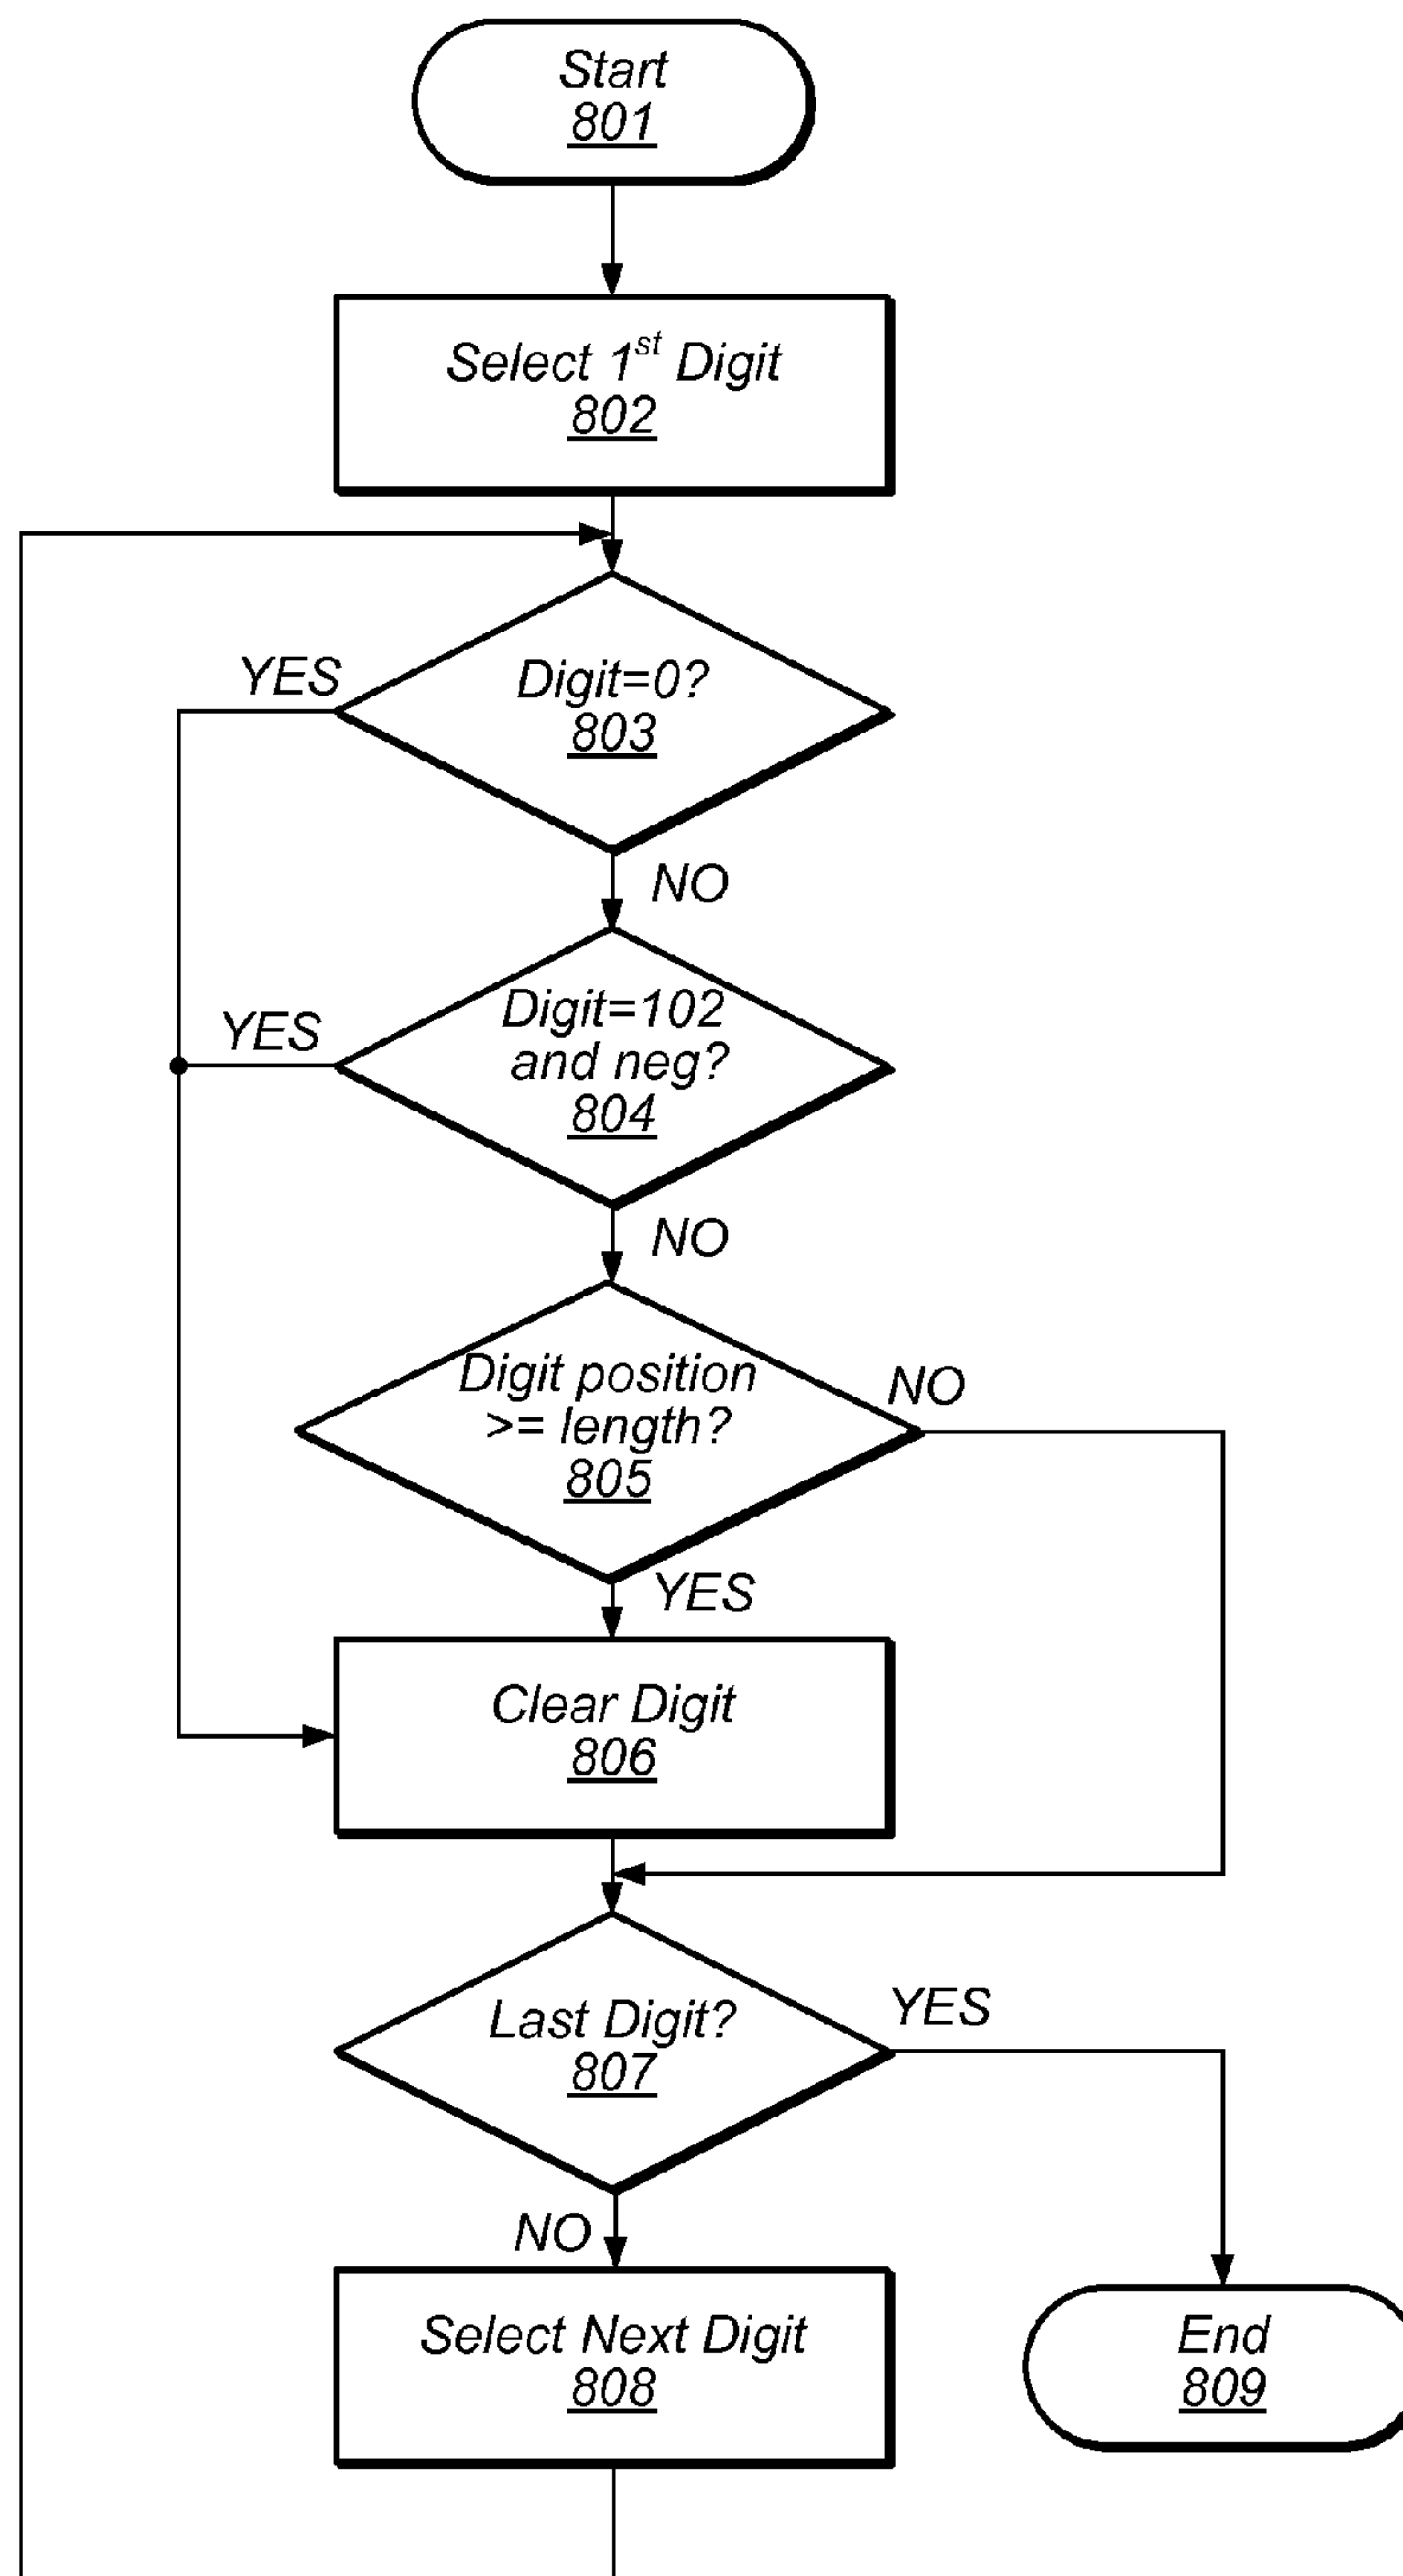 Start
801
Select 1st Digit
802
YES
Digit=0?
803
NO
YES
Digit=102
and neg?
804
NO
Digit position
>= length?
805
NO
YES
Clear Digit
806
Last Digit?
807
YES
NO
Select Next Digit
808
End
809